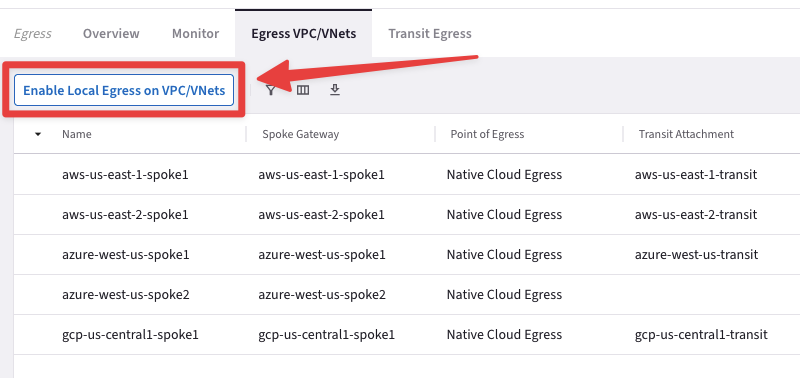 Egress Overview Monitor Egress VPC/VNets Transit Egress
Enable Local Egress on VPC/VNets
Name Spoke Gateway Point of Egress Transit Attachment
aws-us-east-1-spoke1 aws-us-east-1-spoke1 Native Cloud Egress aws-us-east-1-transit
aws-us-east-2-spoke1 aws-us-east-2-spoke1 Native Cloud Egress aws-us-east-2-transit
azure-west-us-spoke1 azure-west-us-spoke1 Native Cloud Egress azure-west-us-transit
azure-west-us-spoke2 azure-west-us-spoke2 Native Cloud Egress
gcp-us-central1-spoke1 gcp-us-central1-spoke1 Native Cloud Egress gcp-us-central1-transit